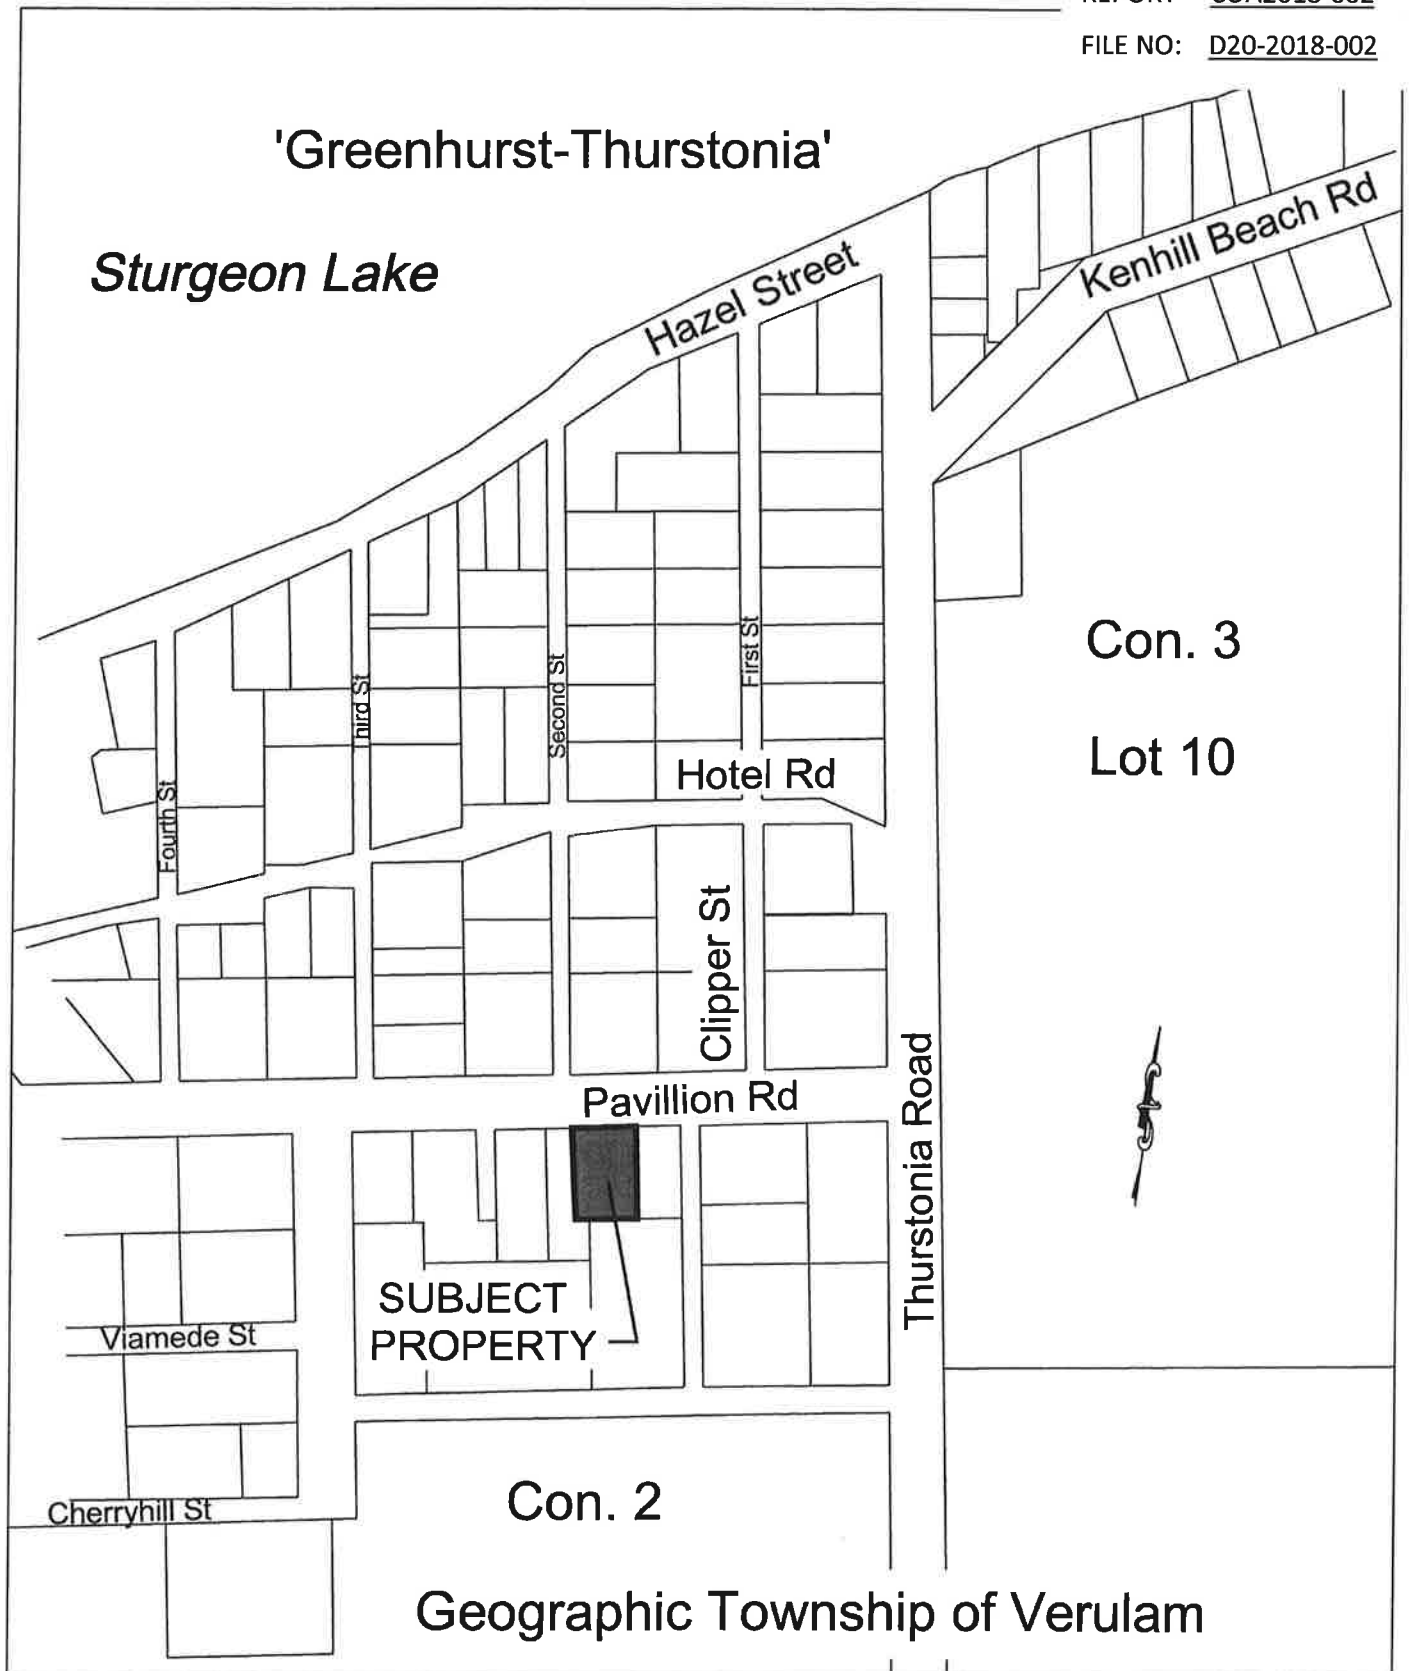 FILE NO: D20-2018-002
'Greenhurst-Thurstonia'
Sturgeon Lake
Hazel Street
Kenhill Beach Rd
Con. 3
Lot 10
First St
Second St
Third St
Fourth St
Hotel Rd
Clipper St
Pavillion Rd
Thurstonia Road
SUBJECT
PROPERTY
Viamede St
Cherryhill St
Con. 2
Geographic Township of Verulam